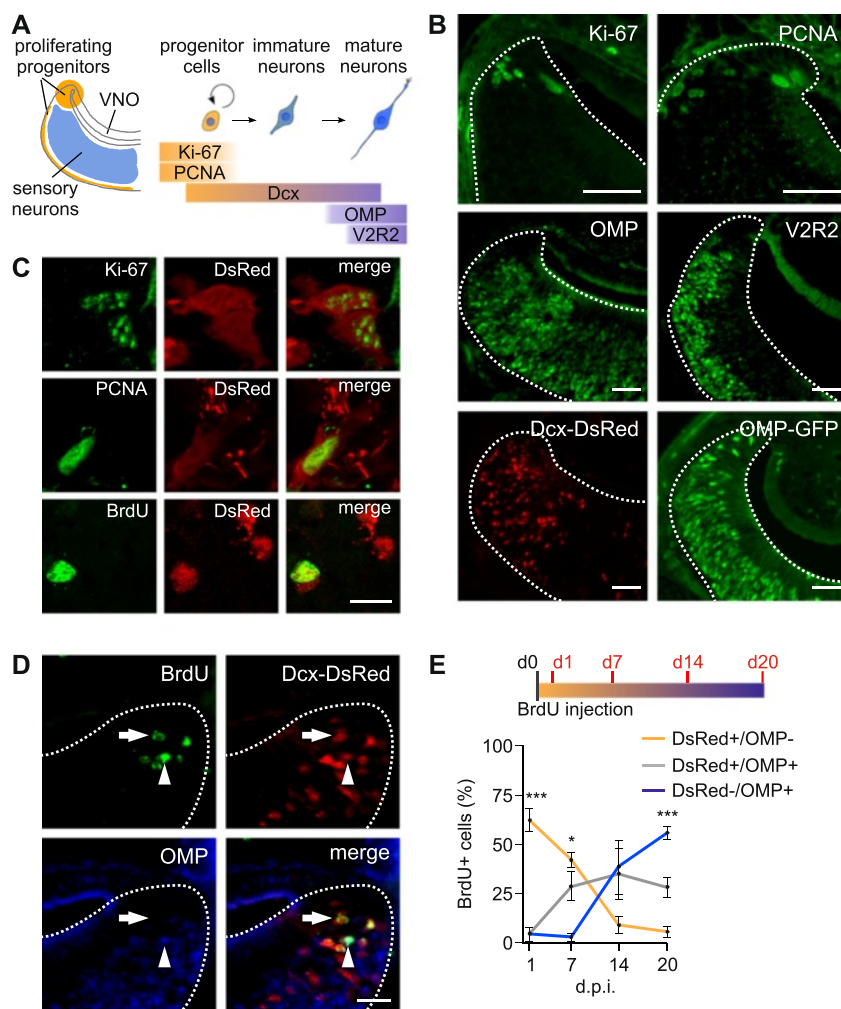 A
proliferating
progenitors
VNO
sensory
neurons
progenitor
cells
immature
neurons
mature
neurons
Ki-67
PCNA
Dcx
OMP
V2R2
B
Ki-67
PCNA
OMP
V2R2
Dcx-DsRed
OMP-GFP
C
Ki-67
DsRed
merge
PCNA
DsRed
merge
BrdU
DsRed
merge
D
BrdU
Dcx-DsRed
OMP
merge
E
d0
d1
d7
d14
d20
BrdU injection
DsRed+/OMP-
DsRed+/OMP+
DsRed-/OMP+
BrdU+ cells (%)
100
75
50
25
0
***
*
***
1
7
14
20
d.p.i.